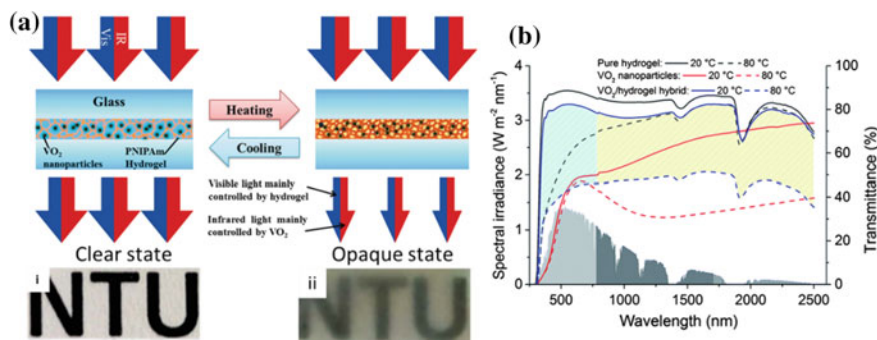 (a)
Vis IR
Glass
VO₂
nanoparticles
PNIPAm
Hydrogel
Heating
Cooling
Visible light mainly
controlled by hydrogel
Infrared light mainly
controlled by VO₂
Clear state
Opaque state
i
NTU
ii
NTU
(b)
Pure hydrogel: 20 °C 80 °C
VO₂ nanoparticles: 20 °C 80 °C
VO₂/hydrogel hybrid: 20 °C 80 °C
Spectral irradiance (W m⁻² nm⁻¹)
4
3
2
1
0
Transmittance (%)
100
80
60
40
20
0
500 1000 1500 2000 2500
Wavelength (nm)